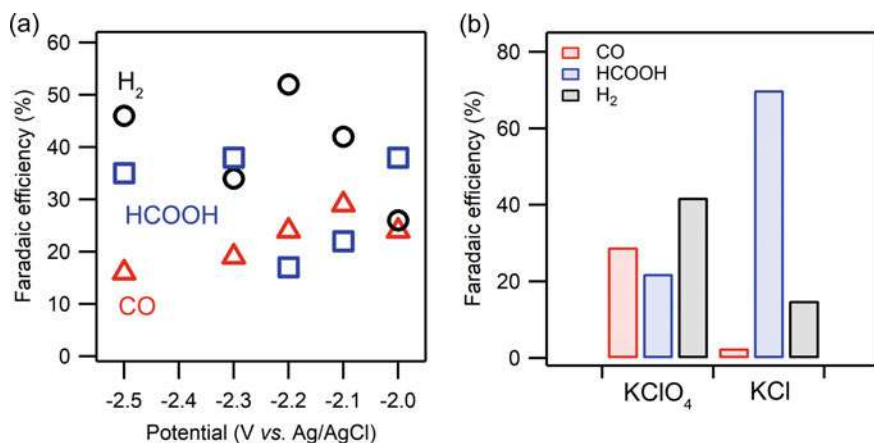 (a)
60
50
40
30
20
10
0
Faradaic efficiency (%)
H₂
HCOOH
CO
-2.5 -2.4 -2.3 -2.2 -2.1 -2.0
Potential (V vs. Ag/AgCl)
(b)
80
60
40
20
0
Faradaic efficiency (%)
CO
HCOOH
H₂
KClO₄ KCl